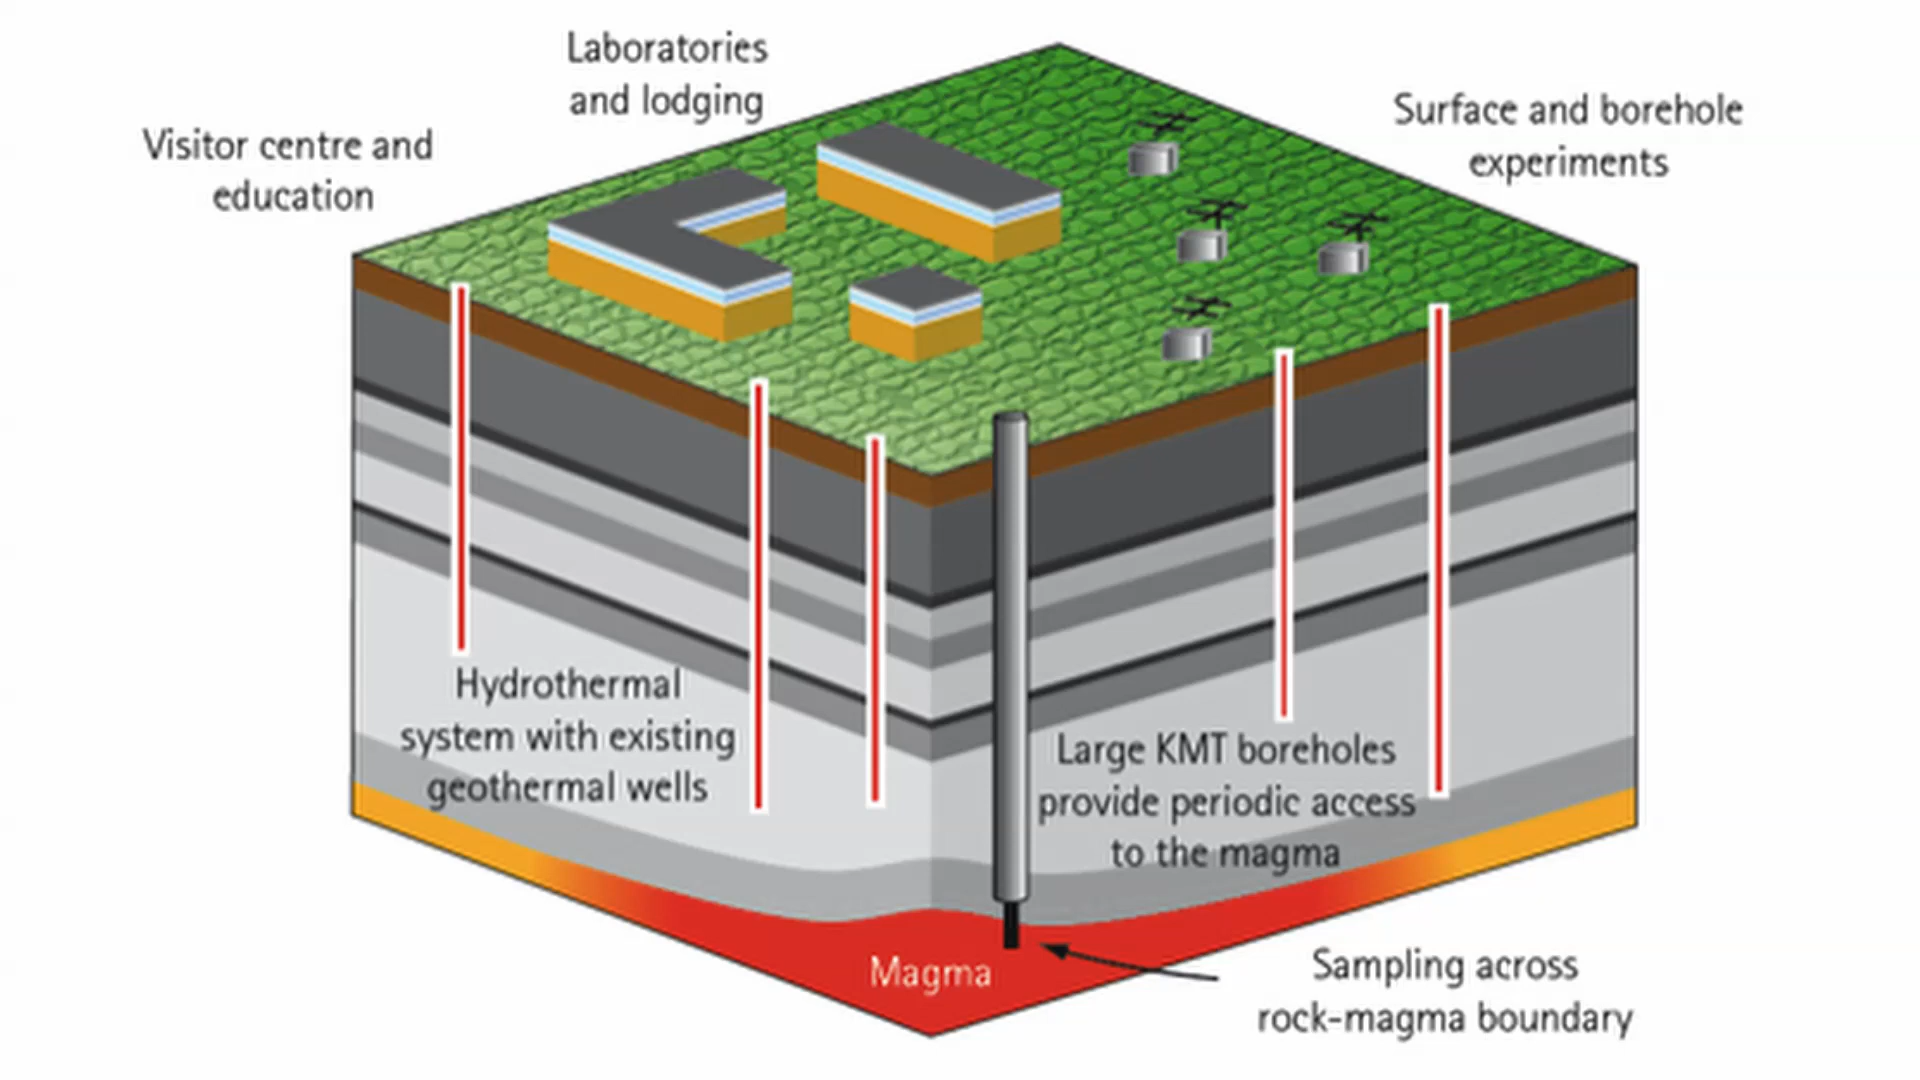 Laboratories
and lodging
Visitor centre and
education
Surface and borehole
experiments
Hydrothermal
system with existing
geothermal wells
Large KMT boreholes
provide periodic access
to the magma
Magma
Sampling across
rock-magma boundary